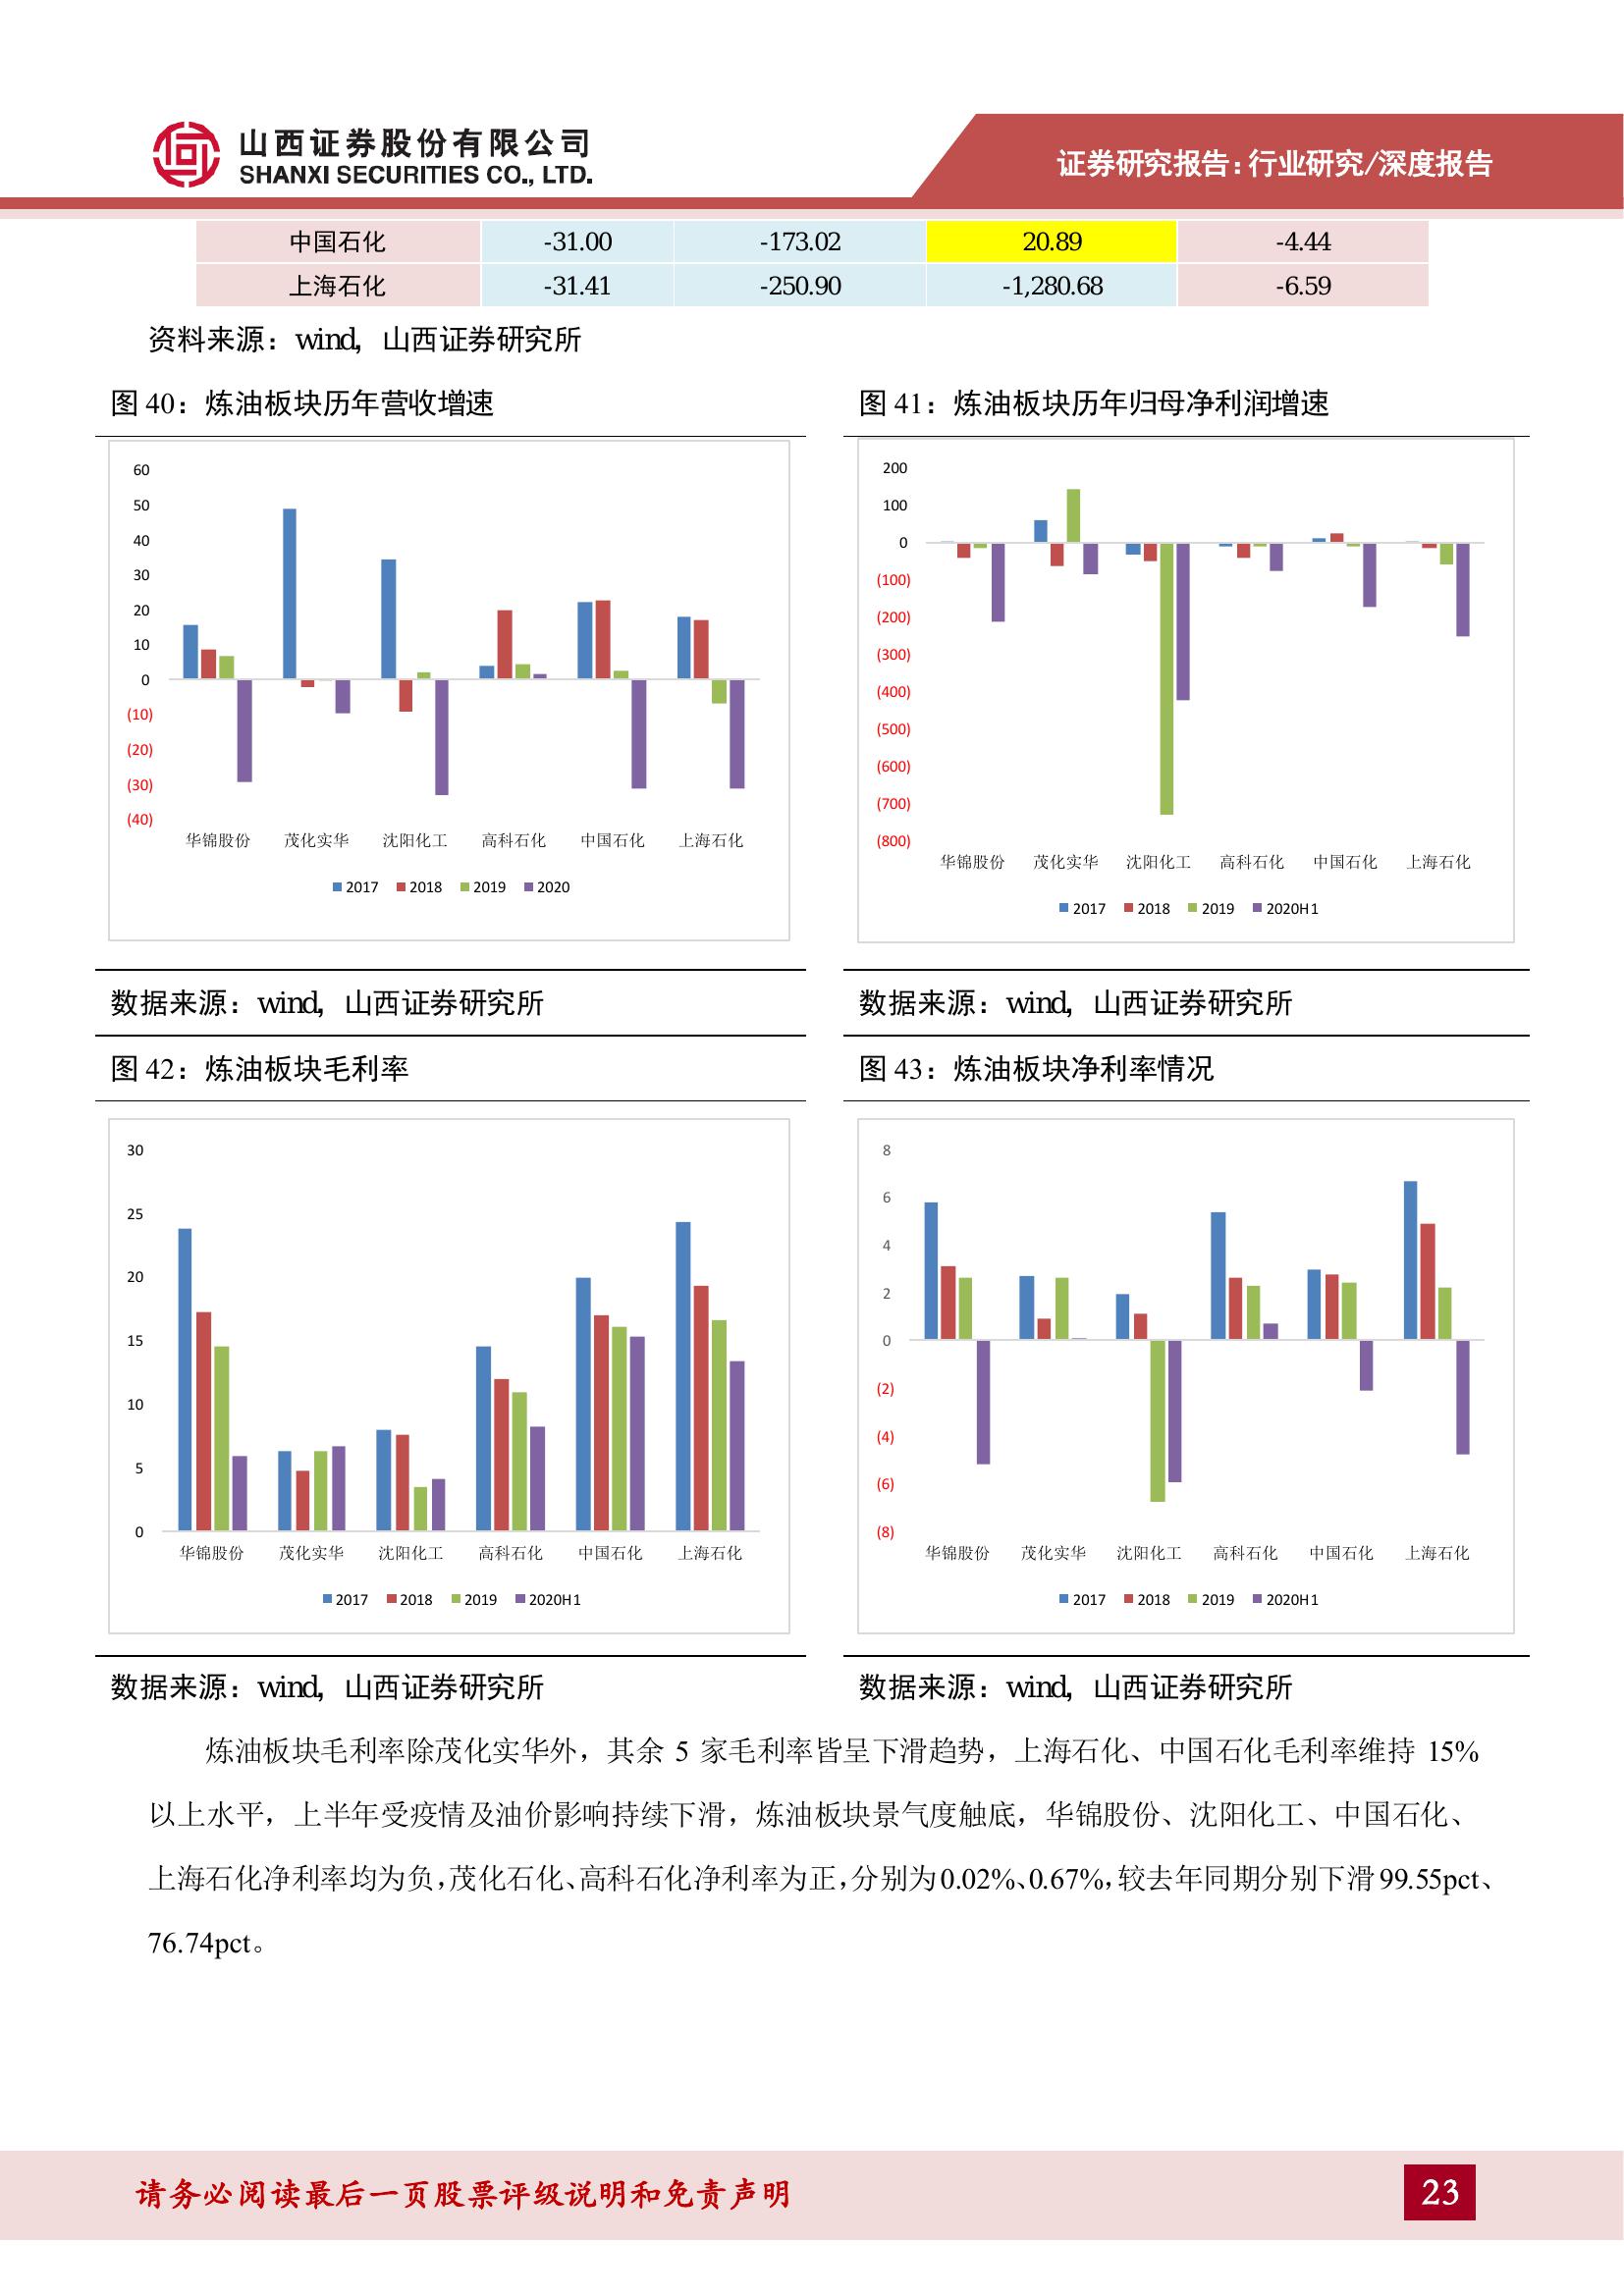 山西证券股份有限公司
SHANXI SECURITIES CO., LTD.
证券研究报告:行业研究/深度报告
中国石化 -31.00 -173.02 20.89 -4.44
上海石化 -31.41 -250.90 -1,280.68 -6.59
资料来源：wind，山西证券研究所
图 40：炼油板块历年营收增速
60
50
40
30
20
10
0
(10)
(20)
(30)
(40)
华锦股份 茂化实华 沈阳化工 高科石化 中国石化 上海石化
2017 2018 2019 2020
数据来源：wind，山西证券研究所
图 41：炼油板块历年归母净利润增速
200
100
0
(100)
(200)
(300)
(400)
(500)
(600)
(700)
(800)
华锦股份 茂化实华 沈阳化工 高科石化 中国石化 上海石化
2017 2018 2019 2020H1
数据来源：wind，山西证券研究所
图 42：炼油板块毛利率
30
25
20
15
10
5
0
华锦股份 茂化实华 沈阳化工 高科石化 中国石化 上海石化
2017 2018 2019 2020H1
数据来源：wind，山西证券研究所
图 43：炼油板块净利率情况
8
6
4
2
0
(2)
(4)
(6)
(8)
华锦股份 茂化实华 沈阳化工 高科石化 中国石化 上海石化
2017 2018 2019 2020H1
数据来源：wind，山西证券研究所
炼油板块毛利率除茂化实华外，其余 5 家毛利率皆呈下滑趋势，上海石化、中国石化毛利率维持 15%
以上水平，上半年受疫情及油价影响持续下滑，炼油板块景气度触底，华锦股份、沈阳化工、中国石化、
上海石化净利率均为负，茂化石化、高科石化净利率为正，分别为 0.02%、0.67%，较去年同期分别下滑 99.55pct、
76.74pct。
请务必阅读最后一页股票评级说明和免责声明
23